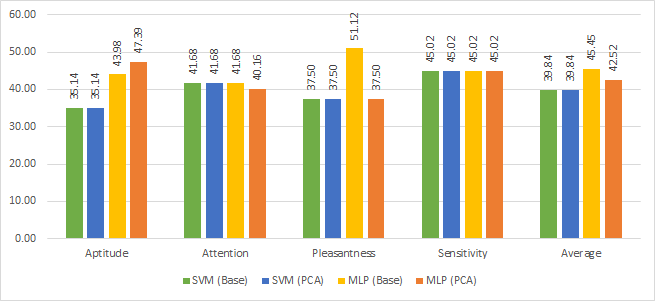 60.00
50.00
40.00
30.00
20.00
10.00
0.00
35.14 35.14 43.98 47.39
41.68 41.68 41.68 40.16
37.50 37.50 51.12 37.50
45.02 45.02 45.02 45.02
39.84 39.84 45.45 42.52
Aptitude Attention Pleasantness Sensitivity Average
SVM (Base) SVM (PCA) MLP (Base) MLP (PCA)